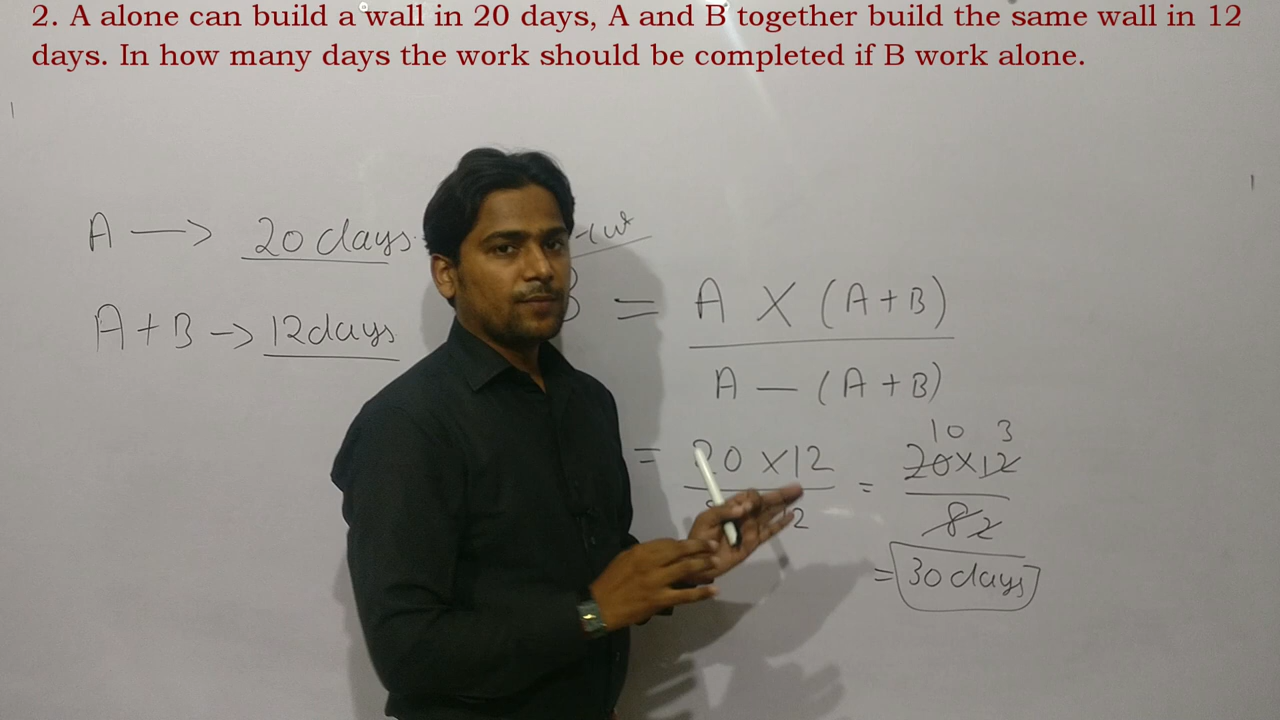 2. A alone can build a wall in 20 days, A and B together build the same wall in 12
days. In how many days the work should be completed if B work alone.
A → 20 days
A + B → 12 days
B = A X (A + B)
A — (A + B)
= 20 X 12 = 20 X 12 10 3
12 8 2
= 30 days